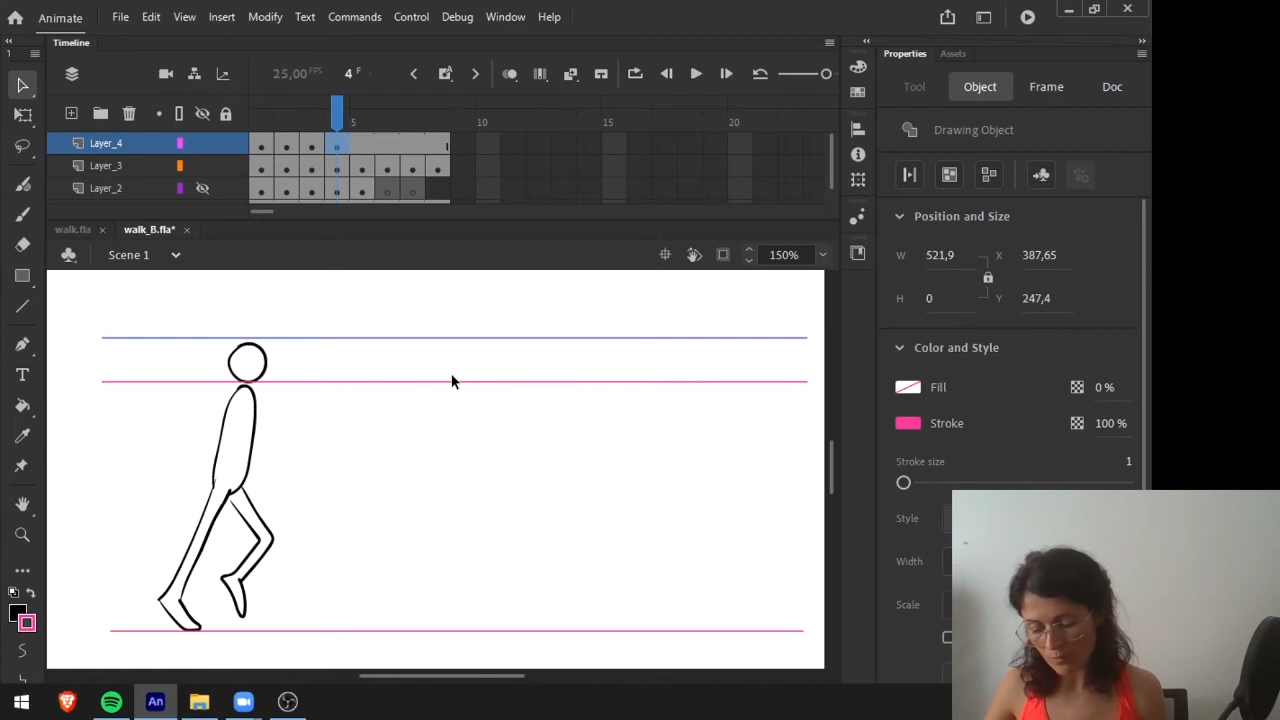 Animate File Edit View Insert Modify Text Commands Control Debug Window Help
Timeline
25,00 FPS 4 F
5 10 15 20
Layer_4
Layer_3
Layer_2
walk.fla walk_B.fla*
Scene 1 150%
Properties Assets
Tool Object Frame Doc
Drawing Object
Position and Size
W 521,9 X 387,65
H 0 Y 247,4
Color and Style
Fill 0 %
Stroke 100 %
Stroke size 1
Style
Width
Scale
An